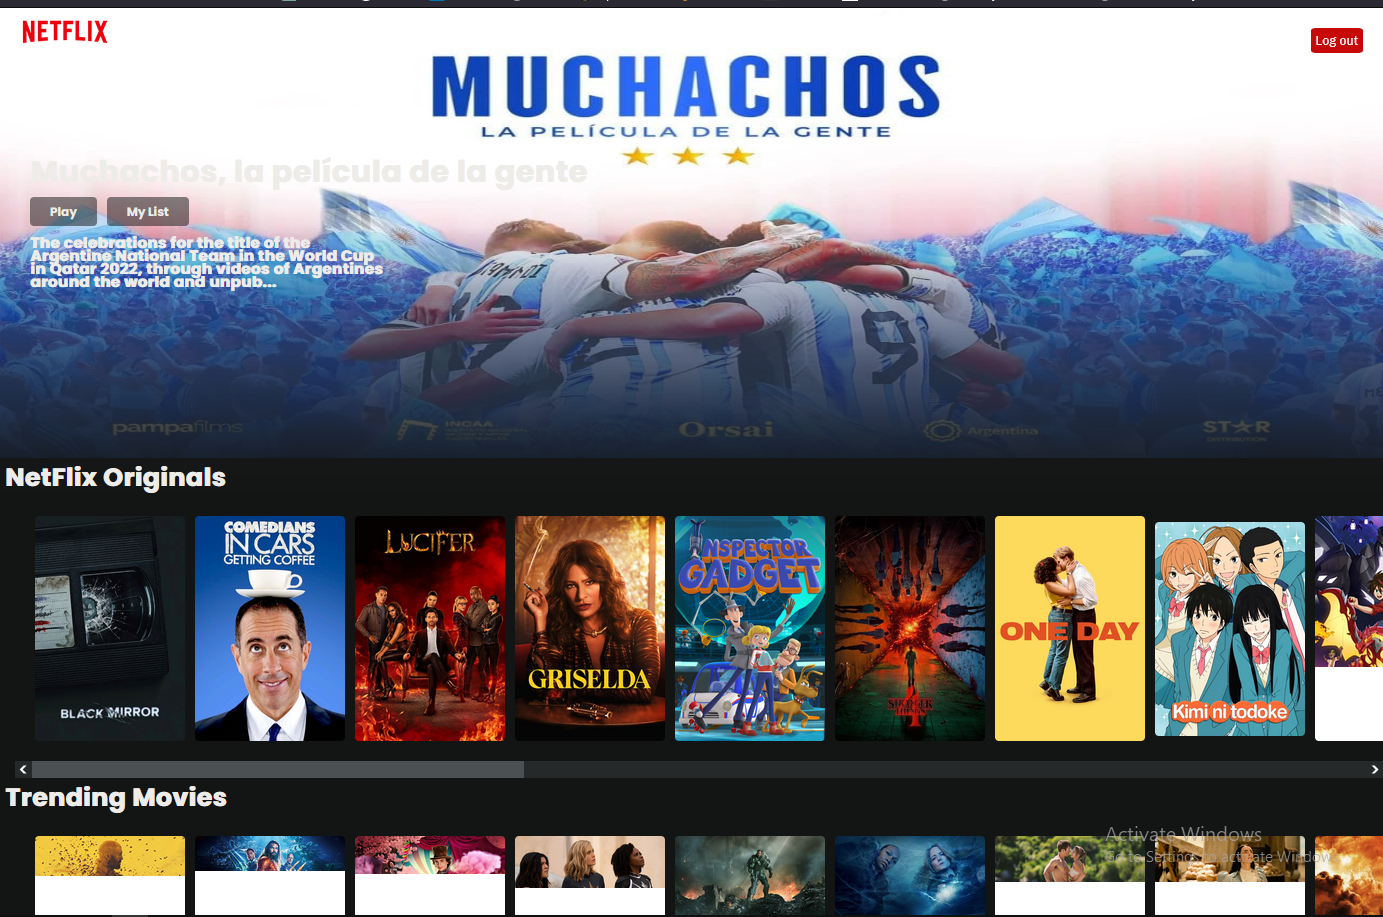 NETFLIX
Log out
MUCHACHOS
LA PELÍCULA DE LA GENTE
Muchachos, la película de la gente
Play
My List
The celebrations for the title of the
Argentine National Team in the World Cup
in Qatar 2022, through videos of Argentines
around the world and unpub...
9
pampafilms
INCAA
Orsai
Argentina
STAR
DISTRIBUTION
NetFlix Originals
BLACK MIRROR
COMEDIANS
IN CARS
GETTING COFFEE
LUCIFER
GRISELDA
INSPECTOR
GADGET
STRANGER
THINGS
4
ONE DAY
Kimi ni todoke
Trending Movies
Activate Windows
Go to Settings to activate Windows